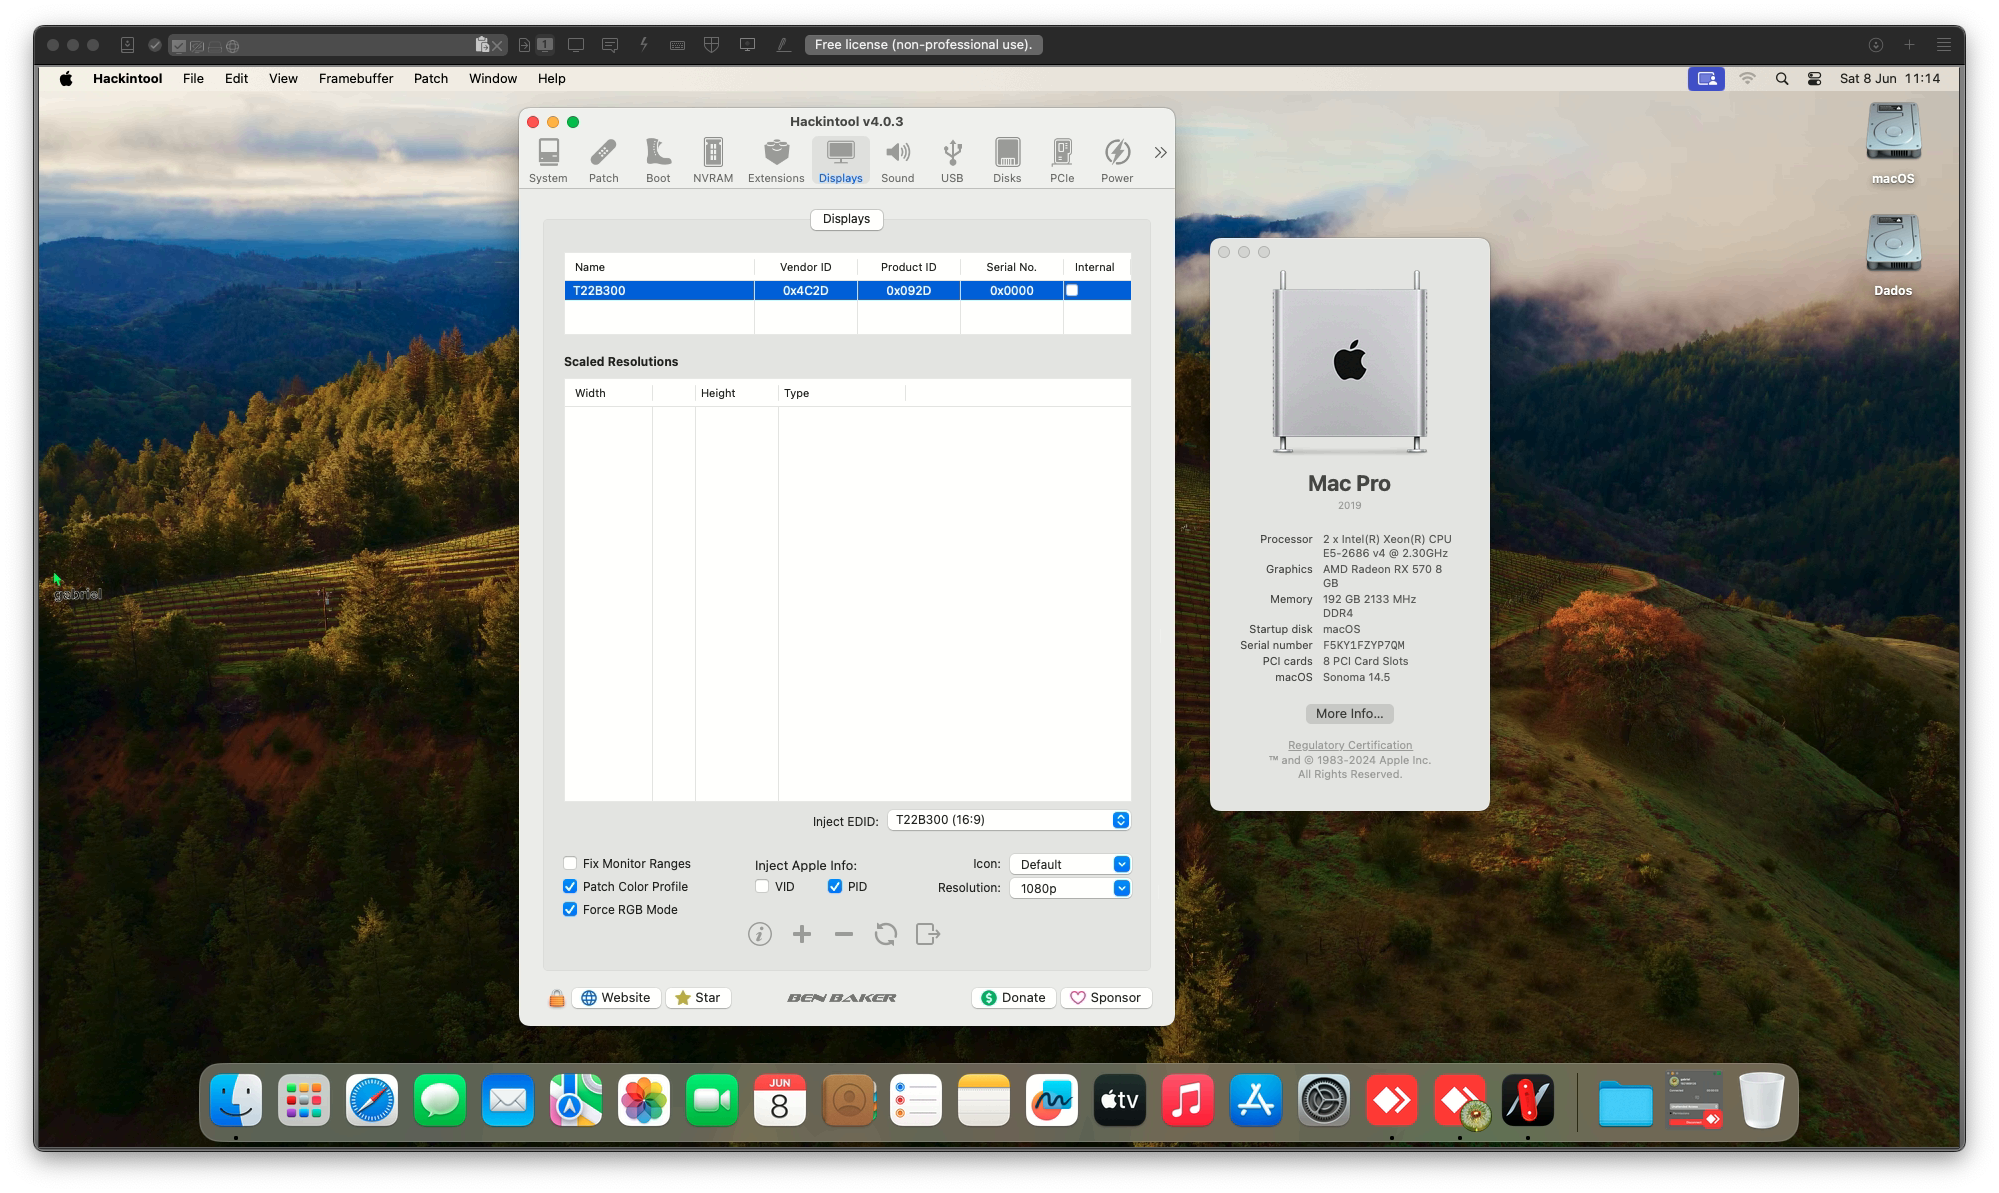 1
Free license (non-professional use).
Hackintool File Edit View Framebuffer Patch Window Help
Sat 8 Jun 11:14
Hackintool v4.0.3
System Patch Boot NVRAM Extensions Displays Sound USB Disks PCIe Power
Displays
Name Vendor ID Product ID Serial No. Internal
T22B300 0x4C2D 0x092D 0x0000
Scaled Resolutions
Width Height Type
Inject EDID: T22B300 (16:9)
Fix Monitor Ranges
Patch Color Profile
Force RGB Mode
Inject Apple Info:
VID PID
Icon: Default
Resolution: 1080p
Website Star BEN BAKER Donate Sponsor
Mac Pro
2019
Processor 2 x Intel(R) Xeon(R) CPU
E5-2686 v4 @ 2.30GHz
Graphics AMD Radeon RX 570 8
GB
Memory 192 GB 2133 MHz
DDR4
Startup disk macOS
Serial number F5KY1FZYP7QM
PCI cards 8 PCI Card Slots
macOS Sonoma 14.5
More Info...
Regulatory Certification
™ and © 1983-2024 Apple Inc.
All Rights Reserved.
macOS
Dados
gabriel
JUN
8
tv